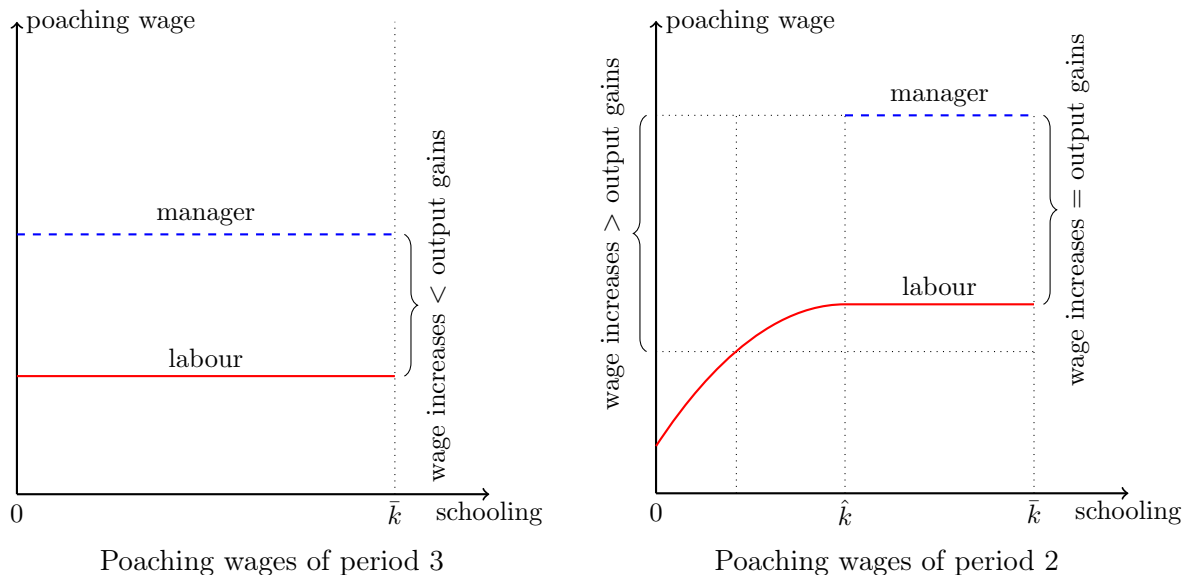 poaching wage
manager
labour
wage increases < output gains
0
k̄
schooling
Poaching wages of period 3
poaching wage
wage increases > output gains
manager
labour
wage increases = output gains
0
k̂
k̄
schooling
Poaching wages of period 2